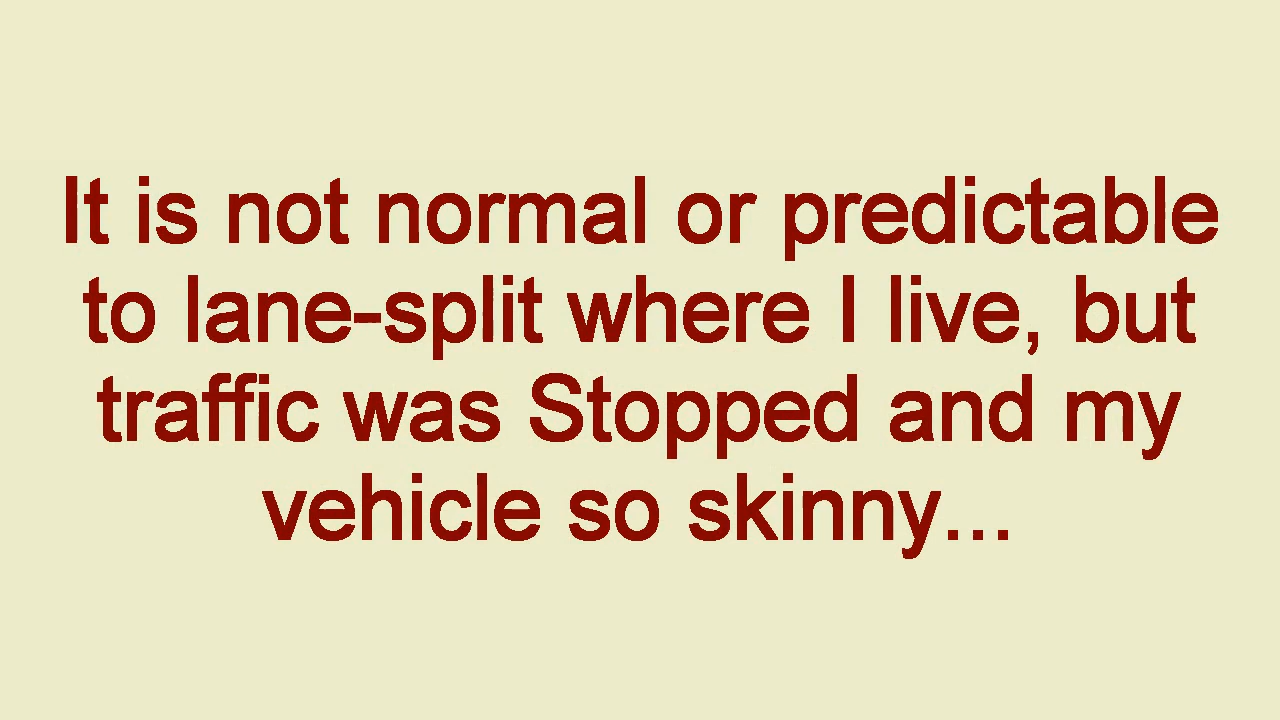 It is not normal or predictable
to lane-split where I live, but
traffic was Stopped and my
vehicle so skinny...